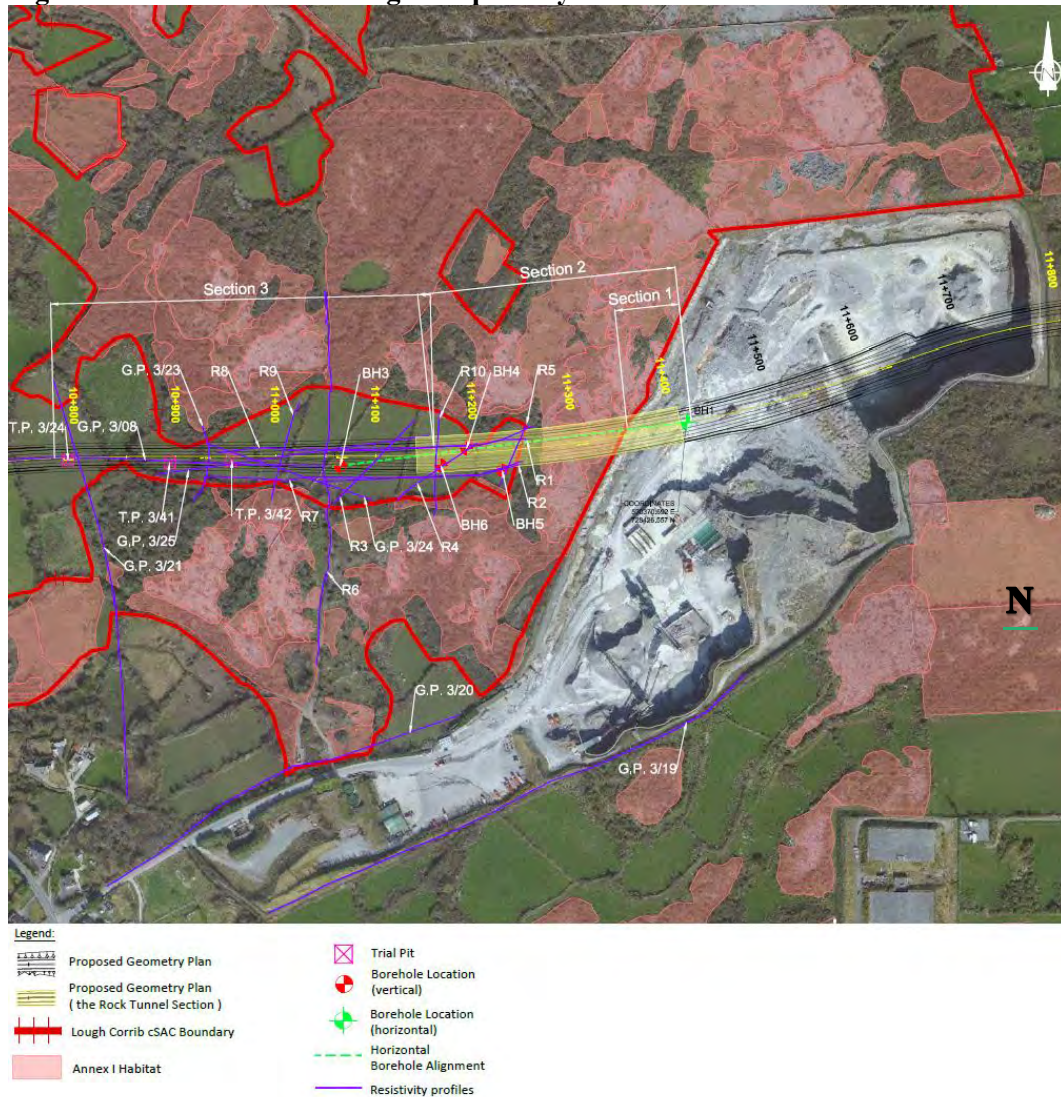 N
Section 2
Section 3
Section 1
11+800
11+700
11+600
11+500
11+400
11+300
11+200
11+100
11+000
10+900
10+800
G.P. 3/23
R8
R9
BH3
R10
BH4
R5
T.P. 3/24
G.P. 3/08
BH1
COORDINATES
T.P. 3/41
G.P. 3/25
G.P. 3/21
T.P. 3/42
R7
R3
G.P. 3/24
R4
BH6
BH5
R2
R1
R6
N
G.P. 3/20
G.P. 3/19
Legend:
Proposed Geometry Plan
Proposed Geometry Plan
( the Rock Tunnel Section )
Lough Corrib cSAC Boundary
Annex I Habitat
Trial Pit
Borehole Location
(vertical)
Borehole Location
(horizontal)
Horizontal
Borehole Alignment
Resistivity profiles